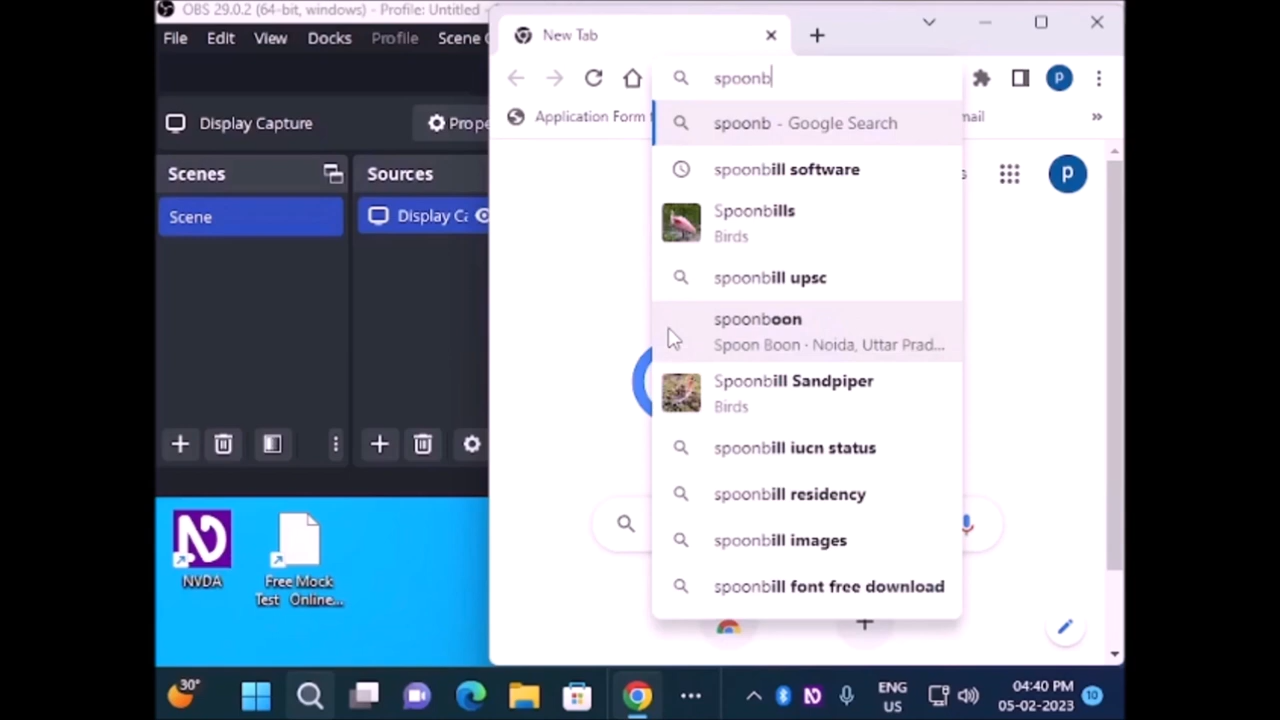 OBS 29.0.2 (64-bit, windows) - Profile: Untitled -
File Edit View Docks Profile Scene
Display Capture
Scenes
Sources
Scene
Display Ca
NVDA
Free Mock
Test Online...
New Tab
spoonb
Application Form
mail
»
spoonb - Google Search
spoonbill software
Spoonbills
Birds
spoonbill upsc
spoonboon
Spoon Boon · Noida, Uttar Prad...
Spoonbill Sandpiper
Birds
spoonbill iucn status
spoonbill residency
spoonbill images
spoonbill font free download
p
p
30°
ENG
US
04:40 PM
05-02-2023
10